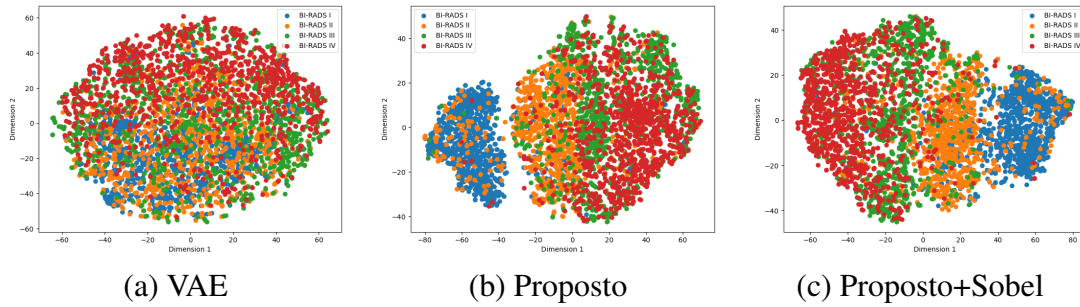 BI-RADS I
BI-RADS II
BI-RADS III
BI-RADS IV
60
40
20
0
−20
−40
−60
Dimension 2
−60 −40 −20 0 20 40 60
Dimension 1
(a) VAE
BI-RADS I
BI-RADS II
BI-RADS III
BI-RADS IV
40
20
0
−20
−40
Dimension 2
−80 −60 −40 −20 0 20 40 60
Dimension 1
(b) Proposto
BI-RADS I
BI-RADS II
BI-RADS III
BI-RADS IV
40
20
0
−20
−40
Dimension 2
−60 −40 −20 0 20 40 60 80
Dimension 1
(c) Proposto+Sobel